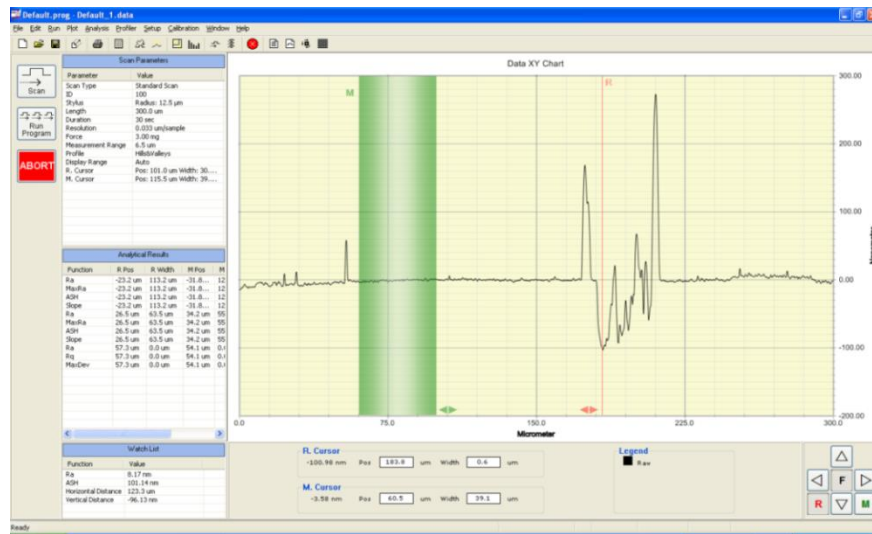 Default.prog - Default_1.data
File Edit Run Plot Analysis Profiler Setup Calibration Window Help
Scan
Run Program
ABORT
Scan Parameters
Parameter Value
Scan Type Standard Scan
ID 100
Stylus Radius: 12.5 µm
Length 300.0 um
Duration 30 sec
Resolution 0.033 um/sample
Force 3.00 mg
Measurement Range 6.5 um
Profile Hills&Valleys
Display Range Auto
R. Cursor Pos: 101.0 um Width: 30....
M. Cursor Pos: 115.5 um Width: 39....
Analytical Results
Function R Pos R Width M Pos M
Ra -23.2 um 113.2 um -31.8... 12
MaxRa -23.2 um 113.2 um -31.8... 12
ASH -23.2 um 113.2 um -31.8... 12
Slope -23.2 um 113.2 um -31.8... 12
Ra 26.5 um 63.5 um 34.2 um 55
MaxRa 26.5 um 63.5 um 34.2 um 55
ASH 26.5 um 63.5 um 34.2 um 55
Slope 26.5 um 63.5 um 34.2 um 55
Ra 57.3 um 0.0 um 54.1 um 0.
Rq 57.3 um 0.0 um 54.1 um 0.
MaxDev 57.3 um 0.0 um 54.1 um 0.
Watch List
Function Value
Ra 8.17 nm
ASH 101.14 nm
Horizontal Distance 123.3 um
Vertical Distance -96.13 nm
Data XY Chart
M
R
300.00
200.00
100.00
0.00
-100.00
-200.00
0.0 75.0 150.0 225.0 300.0
Micrometer
R. Cursor
-100.98 nm Pos 183.8 um Width 0.6 um
M. Cursor
-3.58 nm Pos 60.5 um Width 39.1 um
Legend
Raw
F
R
M
Ready